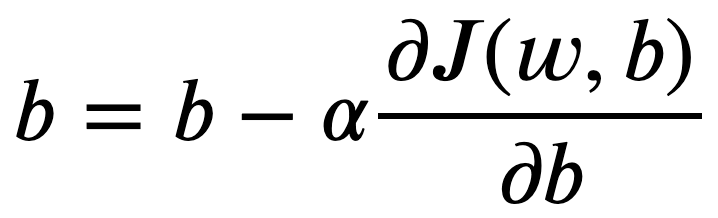 b = b − α ∂J(w, b) / ∂b